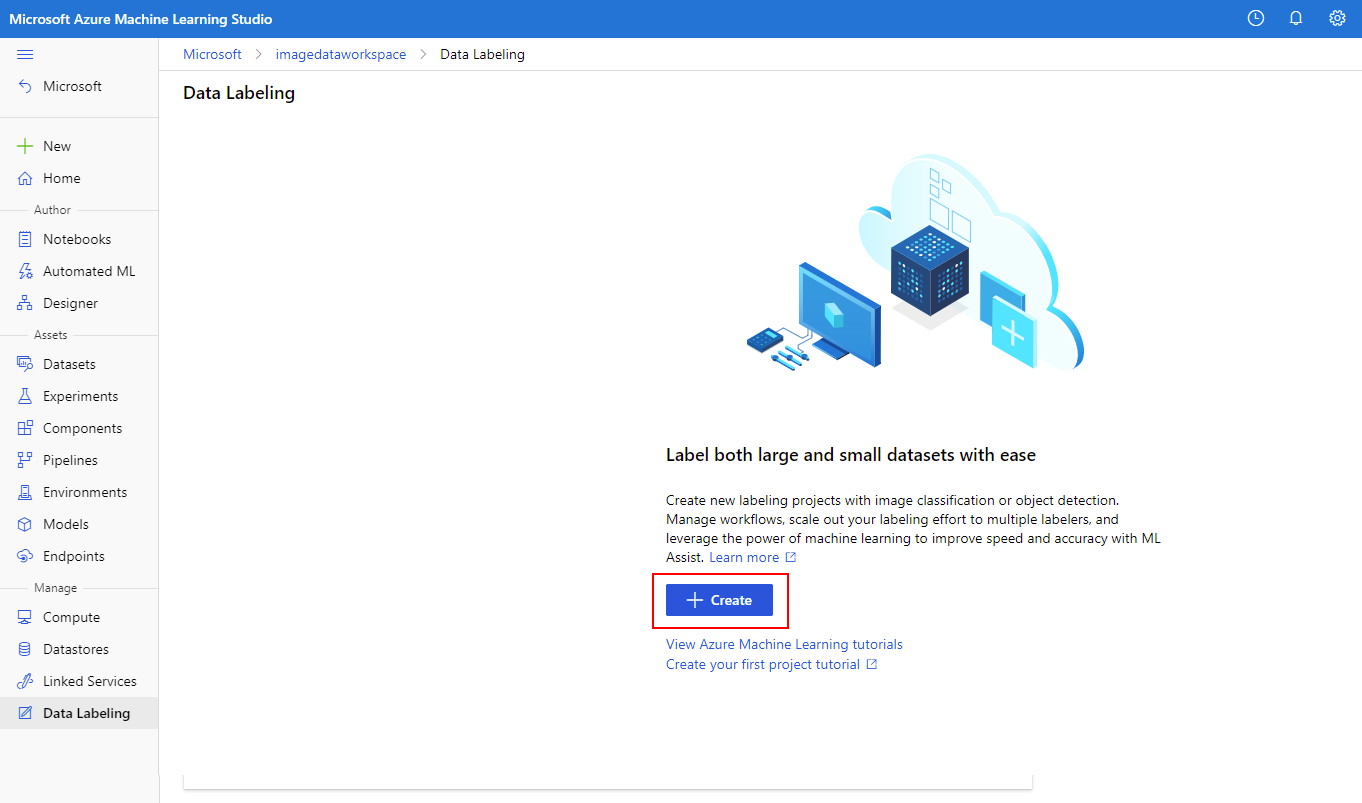 Microsoft Azure Machine Learning Studio
Microsoft > imagedataworkspace > Data Labeling
Microsoft
Data Labeling
New
Home
Author
Notebooks
Automated ML
Designer
Assets
Datasets
Experiments
Components
Pipelines
Environments
Models
Endpoints
Manage
Compute
Datastores
Linked Services
Data Labeling
Label both large and small datasets with ease
Create new labeling projects with image classification or object detection.
Manage workflows, scale out your labeling effort to multiple labelers, and
leverage the power of machine learning to improve speed and accuracy with ML
Assist. Learn more
Create
View Azure Machine Learning tutorials
Create your first project tutorial